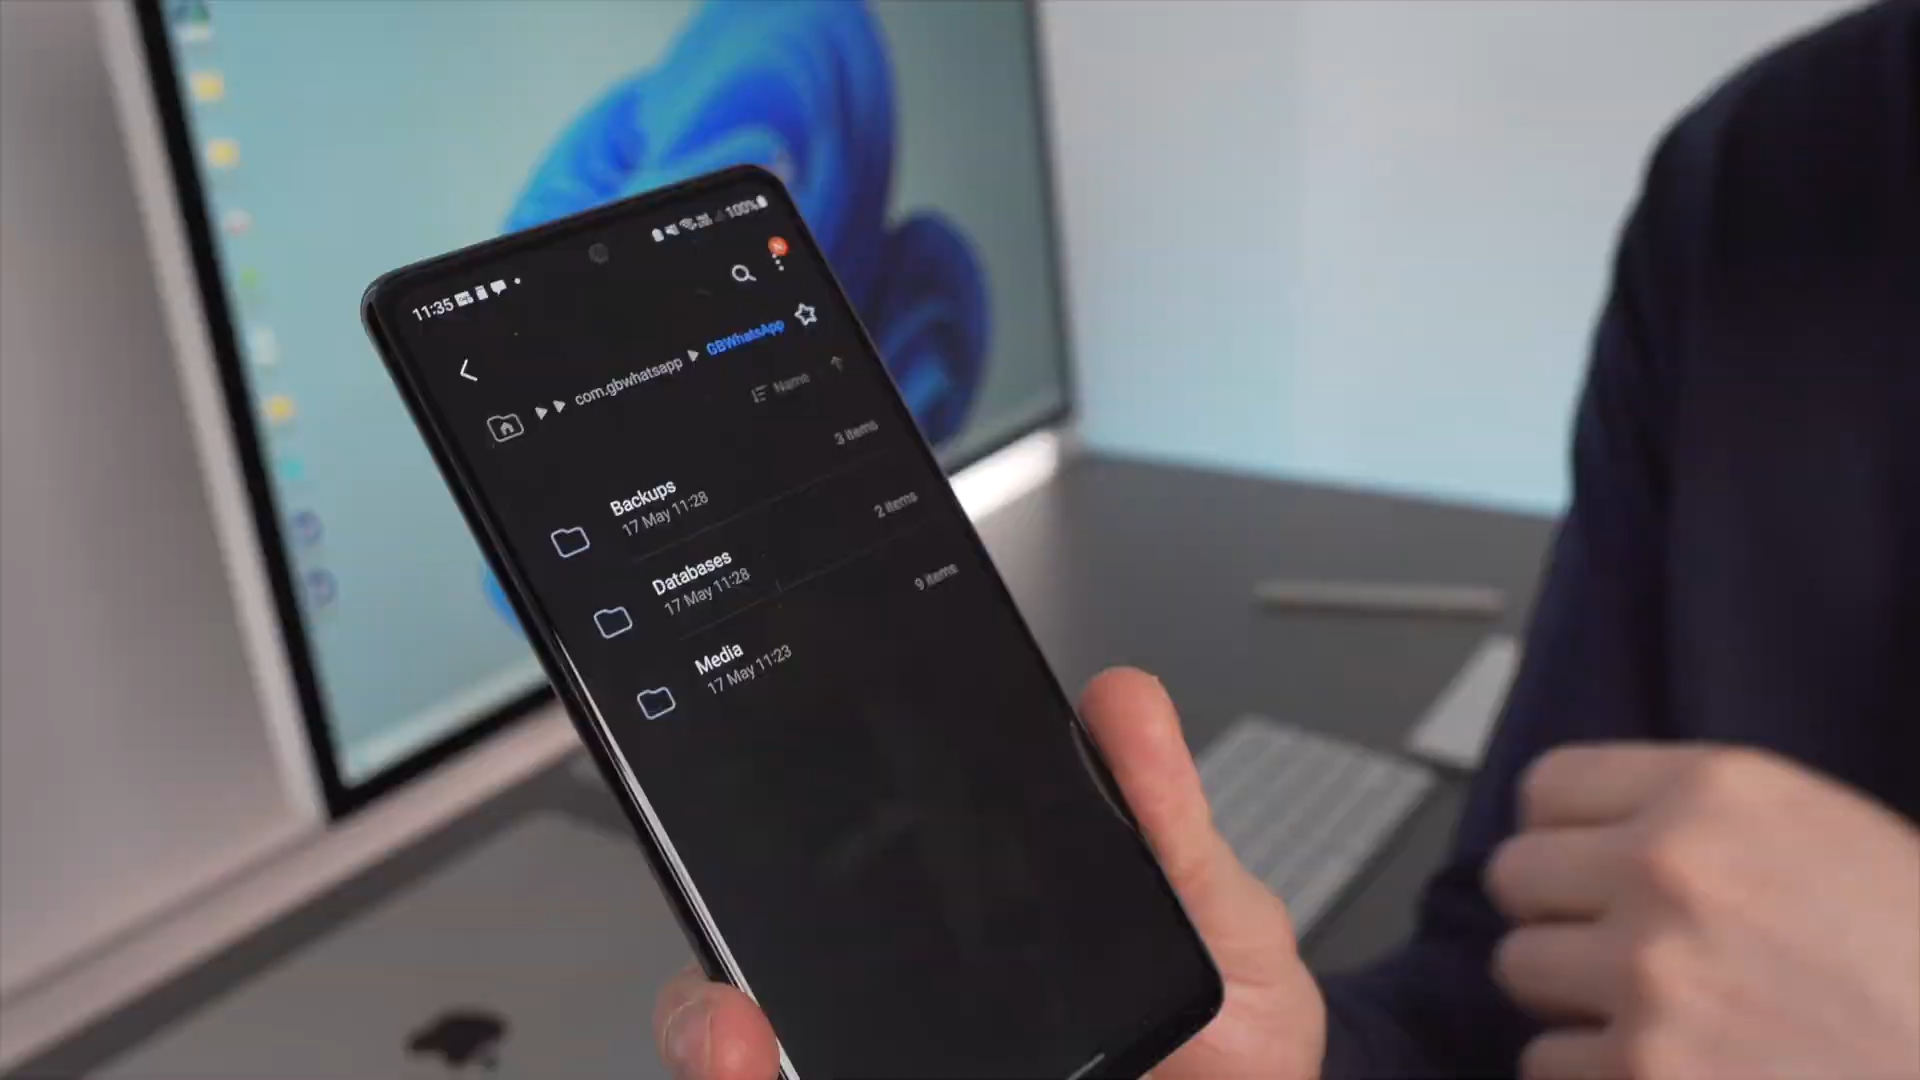 11:35
100%
N
com.gbwhatsapp ▶ GBWhatsApp
Name
Backups
17 May 11:28
3 items
Databases
17 May 11:28
2 items
Media
17 May 11:23
9 items